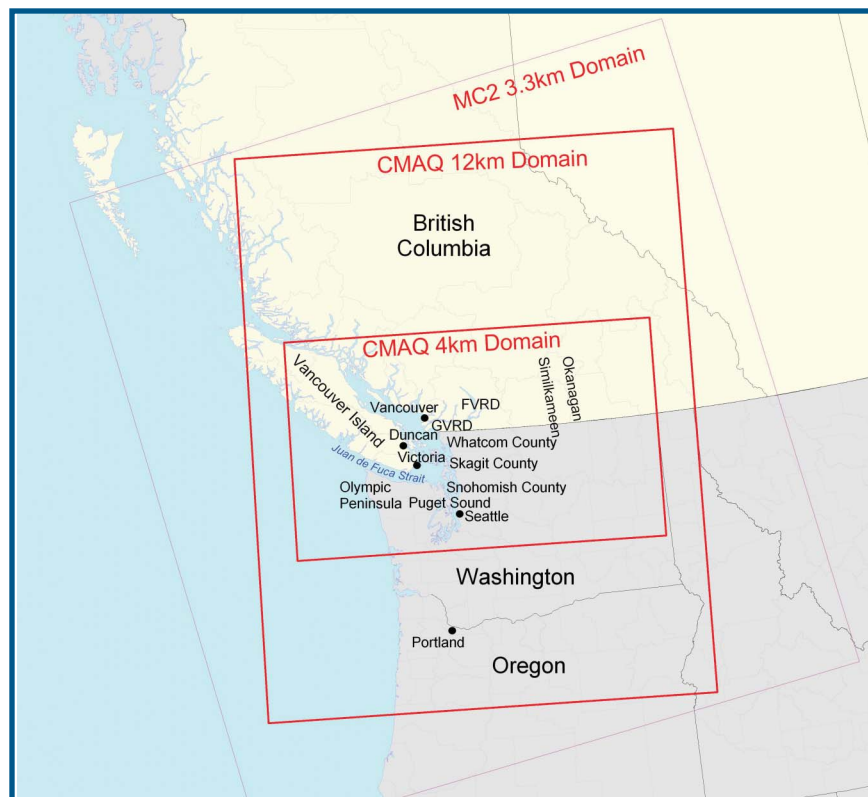 MC2 3.3km Domain
CMAQ 12km Domain
British
Columbia
CMAQ 4km Domain
Vancouver Island
Okanagan
Similkameen
Vancouver
FVRD
GVRD
Duncan
Whatcom County
Victoria
Skagit County
Juan de Fuca Strait
Olympic
Peninsula
Snohomish County
Puget Sound
Seattle
Washington
Portland
Oregon